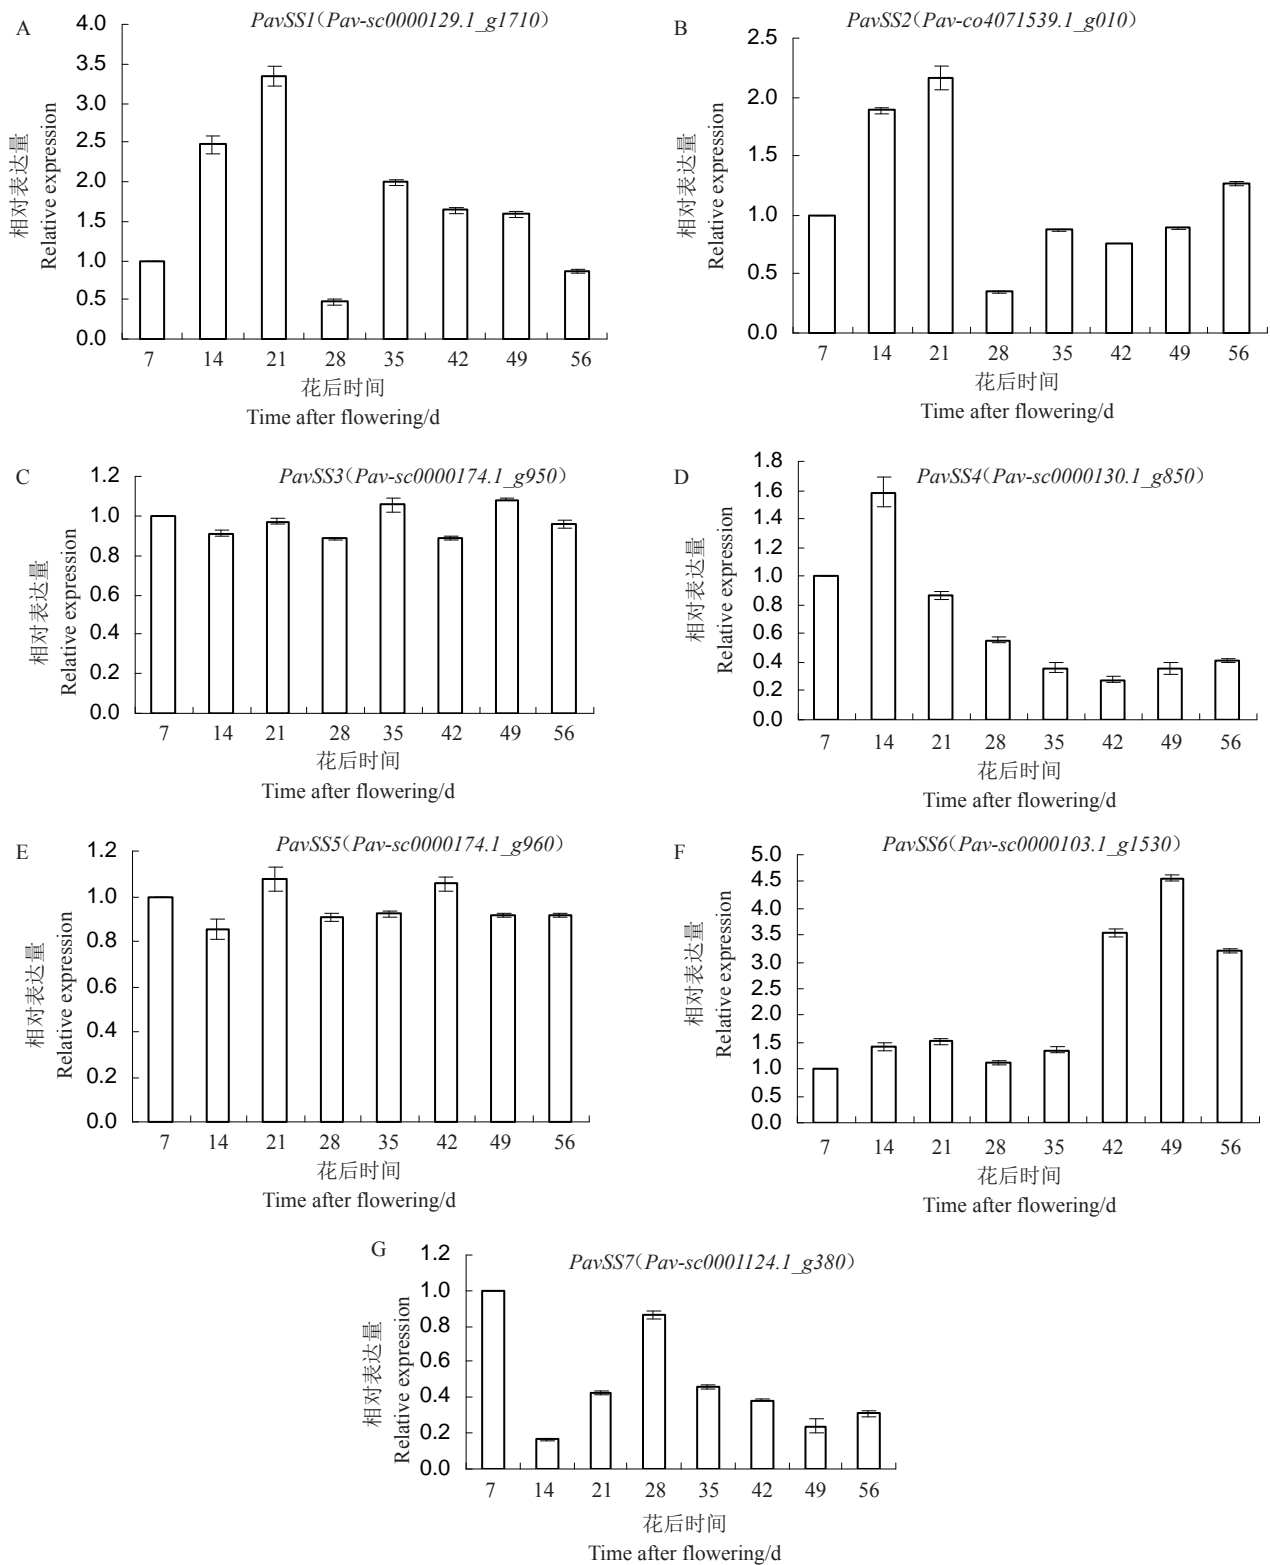 A
PavSS1(Pav-sc0000129.1_g1710)
相对表达量
Relative expression
4.0
3.5
3.0
2.5
2.0
1.5
1.0
0.5
0.0
7 14 21 28 35 42 49 56
花后时间
Time after flowering/d
B
PavSS2(Pav-co4071539.1_g010)
相对表达量
Relative expression
2.5
2.0
1.5
1.0
0.5
0.0
7 14 21 28 35 42 49 56
花后时间
Time after flowering/d
C
PavSS3(Pav-sc0000174.1_g950)
相对表达量
Relative expression
1.2
1.0
0.8
0.6
0.4
0.2
0.0
7 14 21 28 35 42 49 56
花后时间
Time after flowering/d
D
PavSS4(Pav-sc0000130.1_g850)
相对表达量
Relative expression
1.8
1.6
1.4
1.2
1.0
0.8
0.6
0.4
0.2
0.0
7 14 21 28 35 42 49 56
花后时间
Time after flowering/d
E
PavSS5(Pav-sc0000174.1_g960)
相对表达量
Relative expression
1.2
1.0
0.8
0.6
0.4
0.2
0.0
7 14 21 28 35 42 49 56
花后时间
Time after flowering/d
F
PavSS6(Pav-sc0000103.1_g1530)
相对表达量
Relative expression
5.0
4.5
4.0
3.5
3.0
2.5
2.0
1.5
1.0
0.5
0.0
7 14 21 28 35 42 49 56
花后时间
Time after flowering/d
G
PavSS7(Pav-sc0001124.1_g380)
相对表达量
Relative expression
1.2
1.0
0.8
0.6
0.4
0.2
0.0
7 14 21 28 35 42 49 56
花后时间
Time after flowering/d